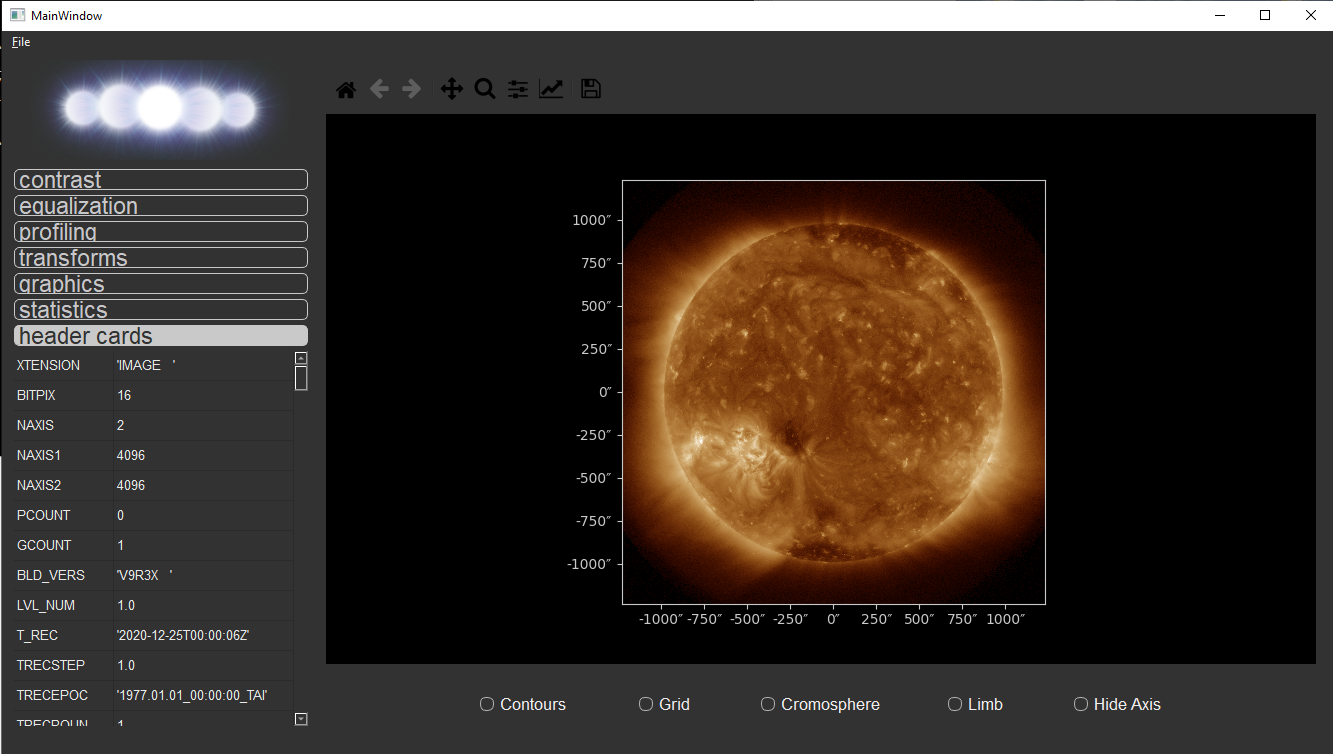 MainWindow
File
contrast
equalization
profiling
transforms
graphics
statistics
header cards
XTENSION 'IMAGE '
BITPIX 16
NAXIS 2
NAXIS1 4096
NAXIS2 4096
PCOUNT 0
GCOUNT 1
BLD_VERS 'V9R3X '
LVL_NUM 1.0
T_REC '2020-12-25T00:00:06Z'
TRECSTEP 1.0
TRECEPOC '1977.01.01_00:00:00_TAI'
TRECROUN 1
1000″
750″
500″
250″
0″
-250″
-500″
-750″
-1000″
-1000″ -750″ -500″ -250″ 0″ 250″ 500″ 750″ 1000″
Contours Grid Cromosphere Limb Hide Axis